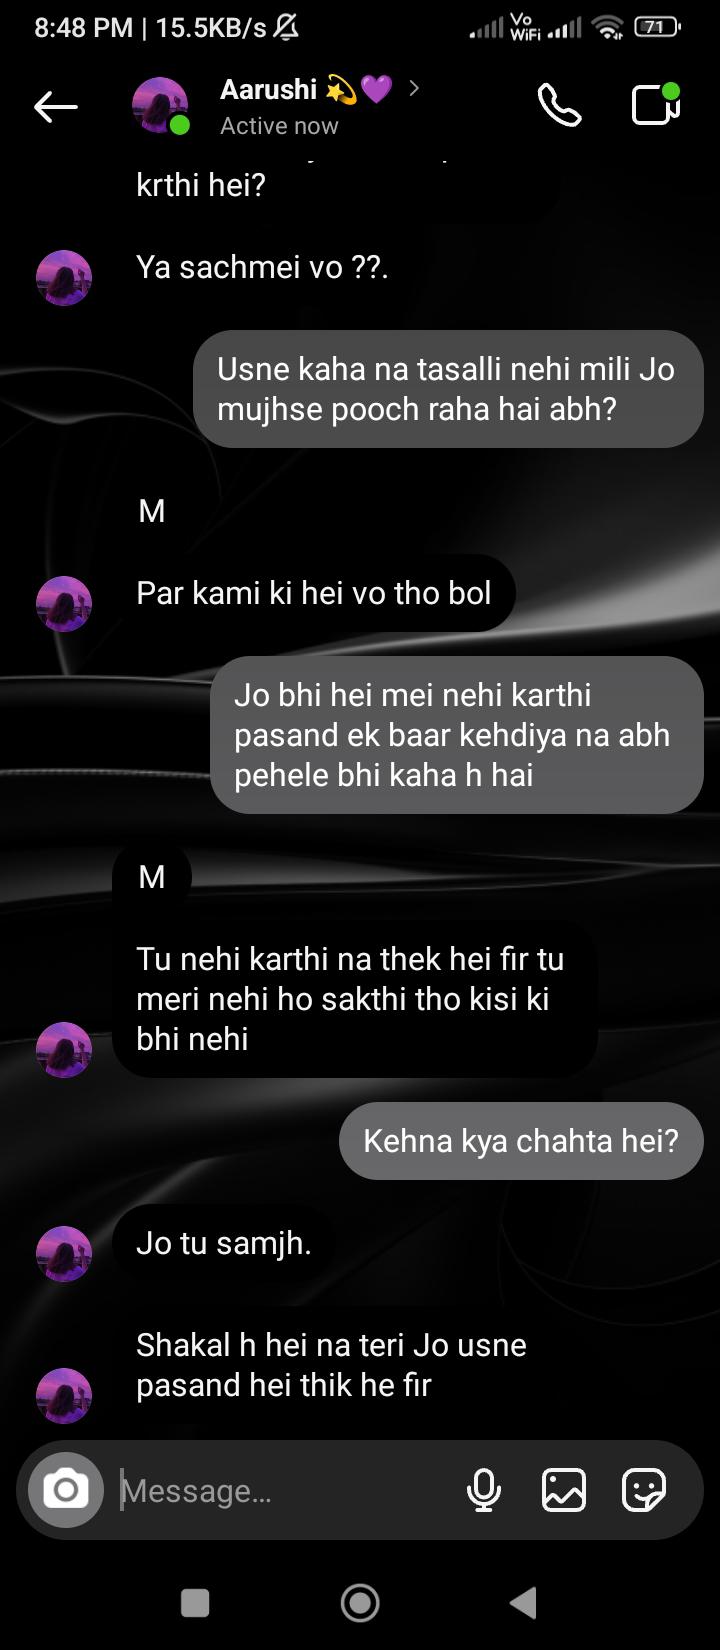 8:48 PM | 15.5KB/s
Vo
WiFi
71
Aarushi 💫💜
Active now
krthi hei?
Ya sachmei vo ??.
Usne kaha na tasalli nehi mili Jo
mujhse pooch raha hai abh?
M
Par kami ki hei vo tho bol
Jo bhi hei mei nehi karthi
pasand ek baar kehdiya na abh
pehele bhi kaha h hai
M
Tu nehi karthi na thek hei fir tu
meri nehi ho sakthi tho kisi ki
bhi nehi
Kehna kya chahta hei?
Jo tu samjh.
Shakal h hei na teri Jo usne
pasand hei thik he fir
Message...